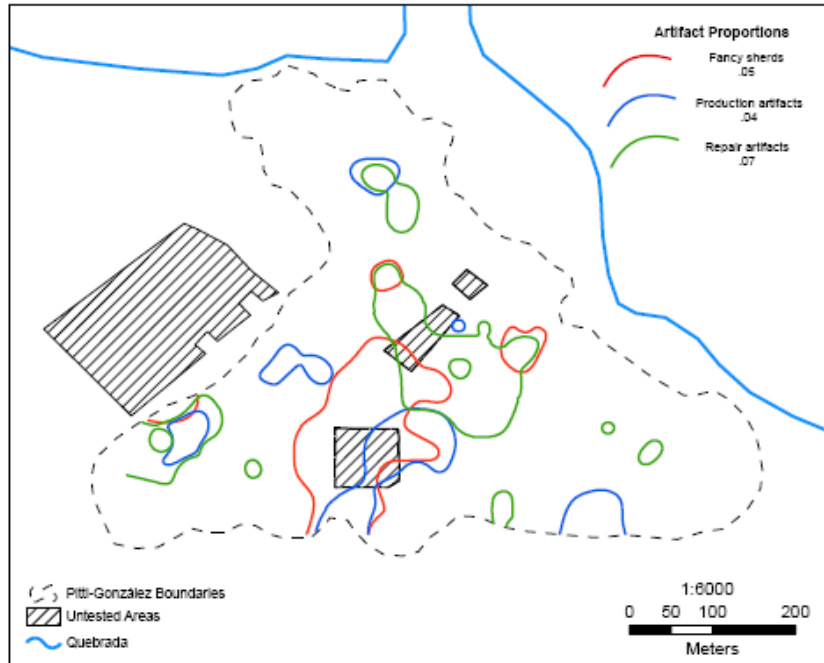 Artifact Proportions
Fancy sherds
.05
Production artifacts
.04
Repair artifacts
.07
Pitti-González Boundaries
Untested Areas
Quebrada
1:6000
0 50 100 200
Meters